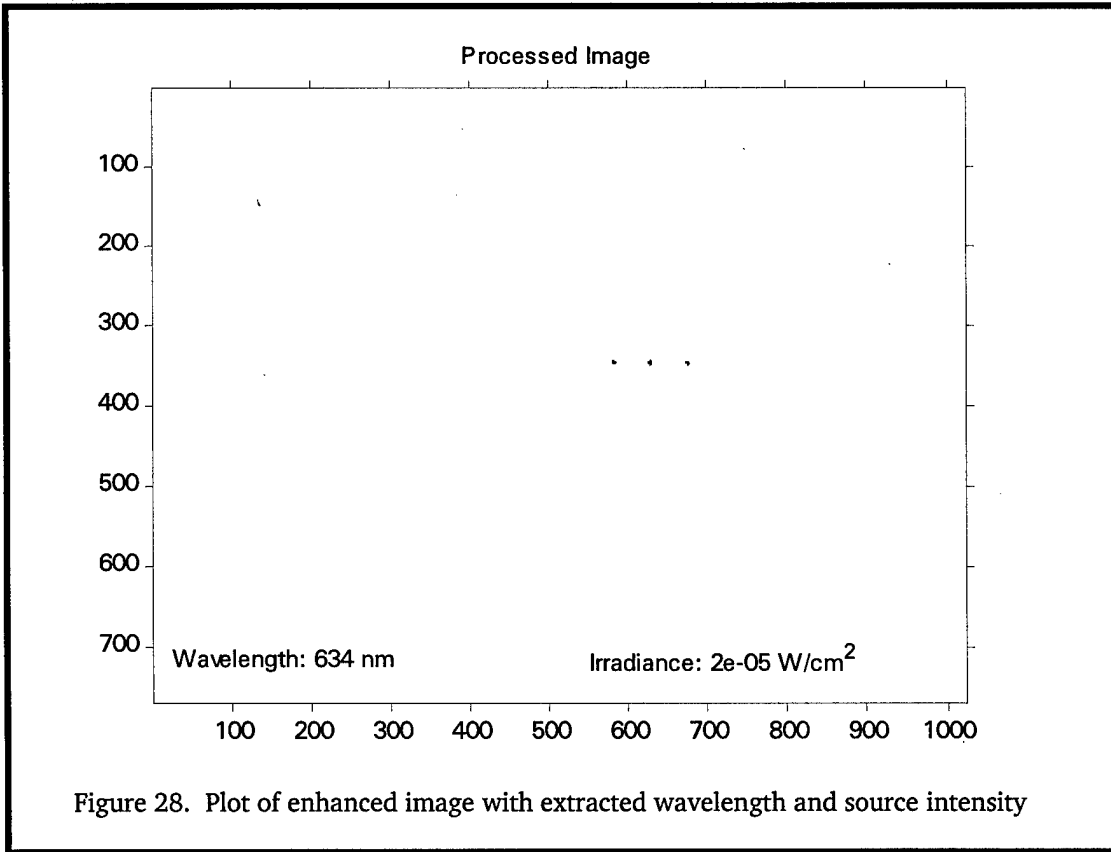 Processed Image
100
200
300
400
500
600
700
Wavelength: 634 nm
Irradiance: 2e-05 W/cm²
100 200 300 400 500 600 700 800 900 1000
Figure 28. Plot of enhanced image with extracted wavelength and source intensity